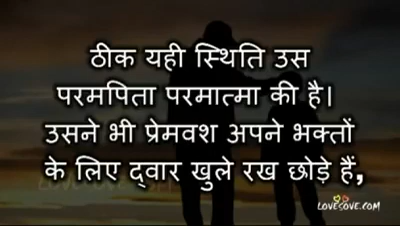 ठीक यही स्थिति उस
परमपिता परमात्मा की है।
उसने भी प्रेमवश अपने भक्तों
के लिए द्वार खुले रख छोड़े हैं,
LOVESOVE.COM